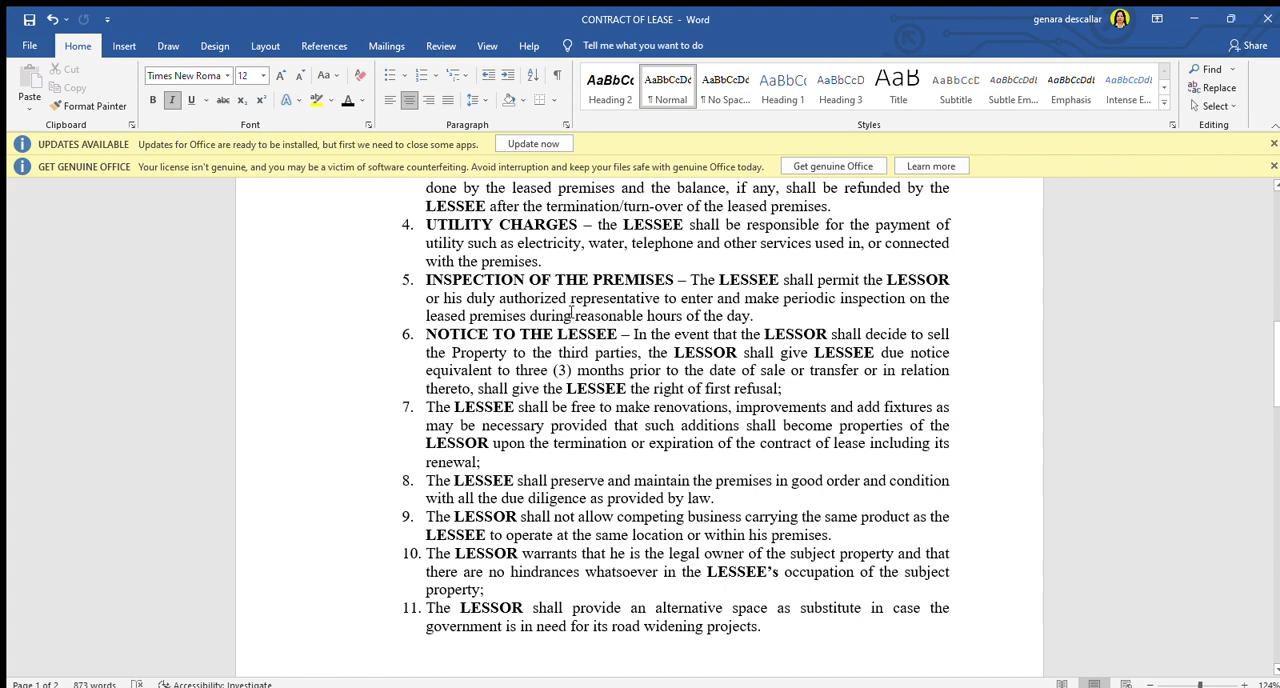 CONTRACT OF LEASE - Word
genara descallar
File Home Insert Draw Design Layout References Mailings Review View Help Tell me what you want to do Share
Paste Cut Copy Format Painter Clipboard
Times New Roma 12 Font
Paragraph
AaBbCc AaBbCcDc AaBbCcDc AaBbCcD AaBbCcD AaB AaBbCcD AaBbCcDdl AaBbCcDdl AaBbCcDdl
Heading 2 ¶ Normal ¶ No Spac... Heading 1 Heading 3 Title Subtitle Subtle Em... Emphasis Intense E...
Styles
Find Replace Select Editing
UPDATES AVAILABLE Updates for Office are ready to be installed, but first we need to close some apps. Update now
GET GENUINE OFFICE Your license isn't genuine, and you may be a victim of software counterfeiting. Avoid interruption and keep your files safe with genuine Office today. Get genuine Office Learn more
done by the leased premises and the balance, if any, shall be refunded by the
LESSEE after the termination/turn-over of the leased premises.
4. UTILITY CHARGES – the LESSEE shall be responsible for the payment of
utility such as electricity, water, telephone and other services used in, or connected
with the premises.
5. INSPECTION OF THE PREMISES – The LESSEE shall permit the LESSOR
or his duly authorized representative to enter and make periodic inspection on the
leased premises during reasonable hours of the day.
6. NOTICE TO THE LESSEE – In the event that the LESSOR shall decide to sell
the Property to the third parties, the LESSOR shall give LESSEE due notice
equivalent to three (3) months prior to the date of sale or transfer or in relation
thereto, shall give the LESSEE the right of first refusal;
7. The LESSEE shall be free to make renovations, improvements and add fixtures as
may be necessary provided that such additions shall become properties of the
LESSOR upon the termination or expiration of the contract of lease including its
renewal;
8. The LESSEE shall preserve and maintain the premises in good order and condition
with all the due diligence as provided by law.
9. The LESSOR shall not allow competing business carrying the same product as the
LESSEE to operate at the same location or within his premises.
10. The LESSOR warrants that he is the legal owner of the subject property and that
there are no hindrances whatsoever in the LESSEE's occupation of the subject
property;
11. The LESSOR shall provide an alternative space as substitute in case the
government is in need for its road widening projects.
Page 1 of 2 873 words Accessibility: Investigate 124%